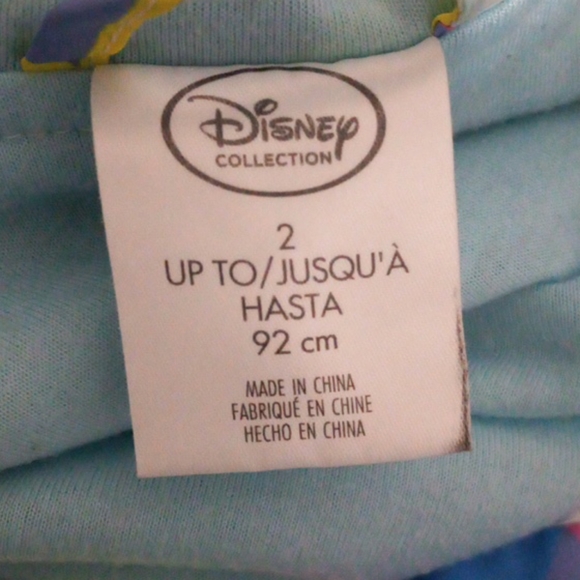 Disney
COLLECTION
2
UP TO/JUSQU'À
HASTA
92 cm
MADE IN CHINA
FABRIQUÉ EN CHINE
HECHO EN CHINA